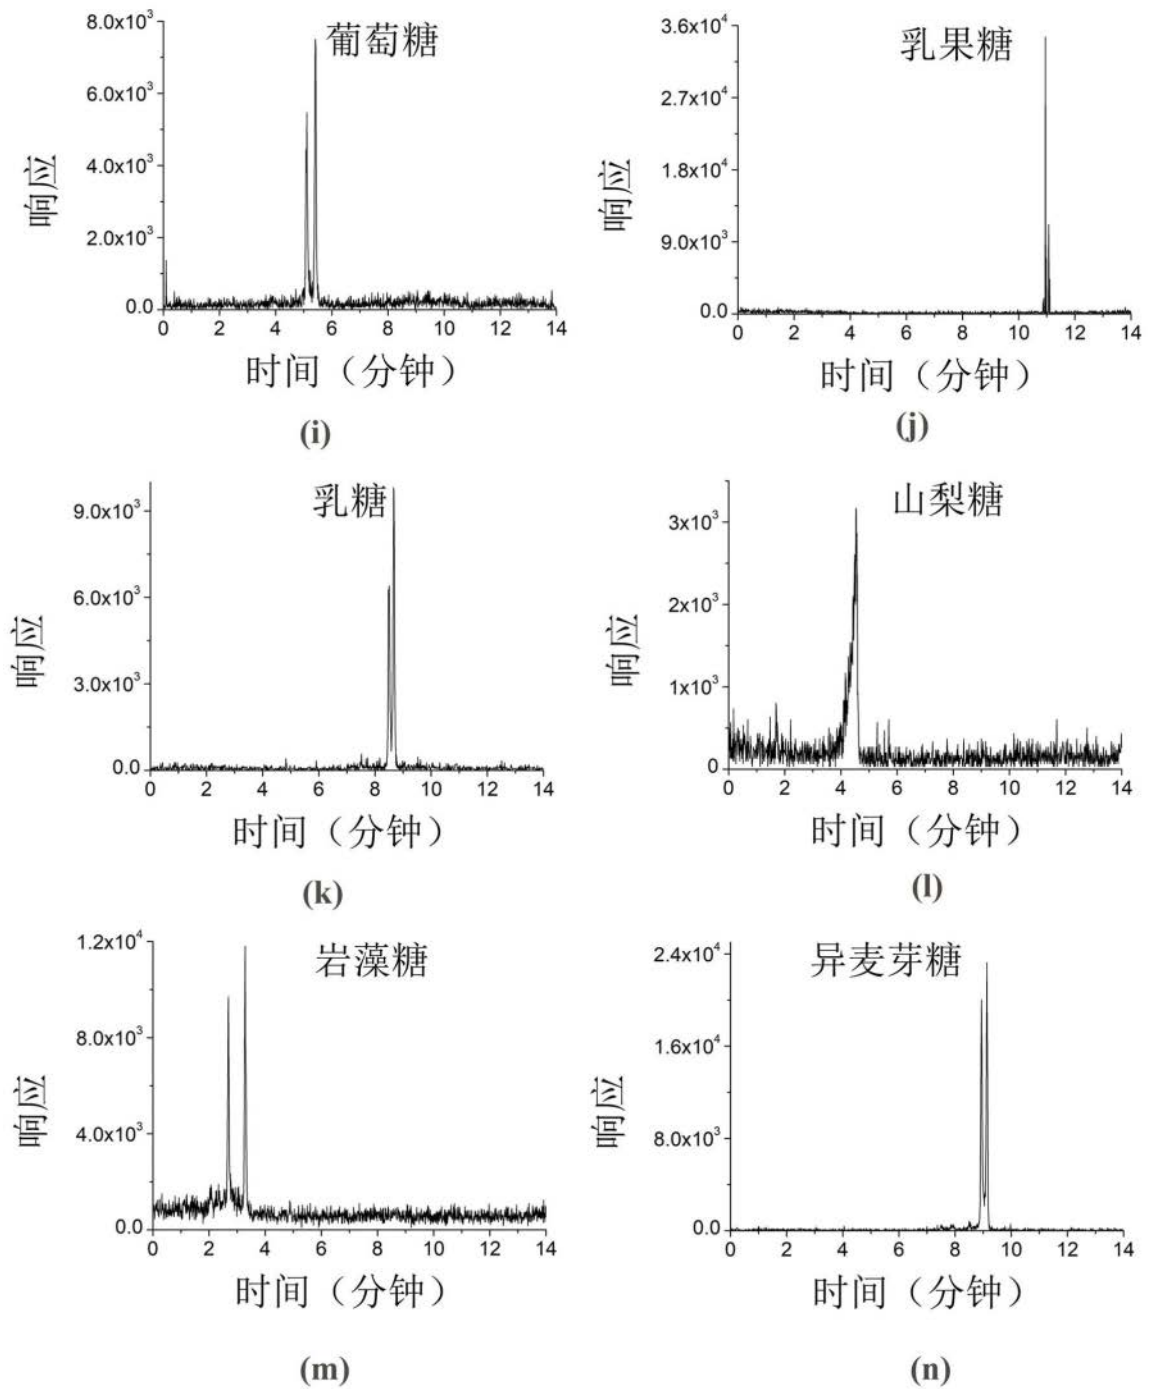 葡萄糖
8.0x10³
6.0x10³
4.0x10³
2.0x10³
0.0
响应
0 2 4 6 8 10 12 14
时间（分钟）
(i)
乳果糖
3.6x10⁴
2.7x10⁴
1.8x10⁴
9.0x10³
0.0
响应
0 2 4 6 8 10 12 14
时间（分钟）
(j)
乳糖
9.0x10³
6.0x10³
3.0x10³
0.0
响应
0 2 4 6 8 10 12 14
时间（分钟）
(k)
山梨糖
3x10³
2x10³
1x10³
0
响应
0 2 4 6 8 10 12 14
时间（分钟）
(l)
岩藻糖
1.2x10⁴
8.0x10³
4.0x10³
0.0
响应
0 2 4 6 8 10 12 14
时间（分钟）
(m)
异麦芽糖
2.4x10⁴
1.6x10⁴
8.0x10³
0.0
响应
0 2 4 6 8 10 12 14
时间（分钟）
(n)